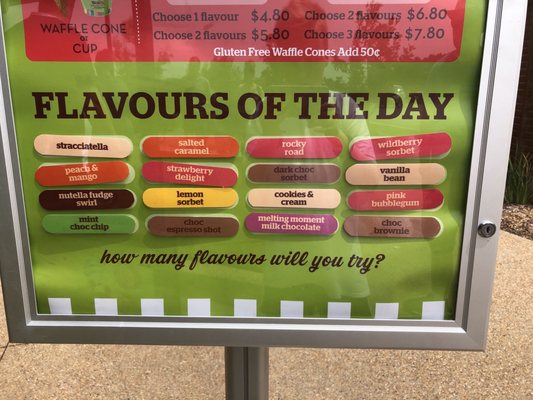 WAFFLE CONE
or
CUP
Choose 1 flavour $4.80
Choose 2 flavours $5.80
Choose 2 flavours $6.80
Choose 3 flavours $7.80
Gluten Free Waffle Cones Add 50¢
FLAVOURS OF THE DAY
stracciatella
salted
caramel
rocky
road
wildberry
sorbet
peach &
mango
strawberry
delight
dark choc
sorbet
vanilla
bean
nutella fudge
swirl
lemon
sorbet
cookies &
cream
pink
bubblegum
mint
choc chip
choc
espresso shot
melting moment
milk chocolate
choc
brownie
how many flavours will you try?